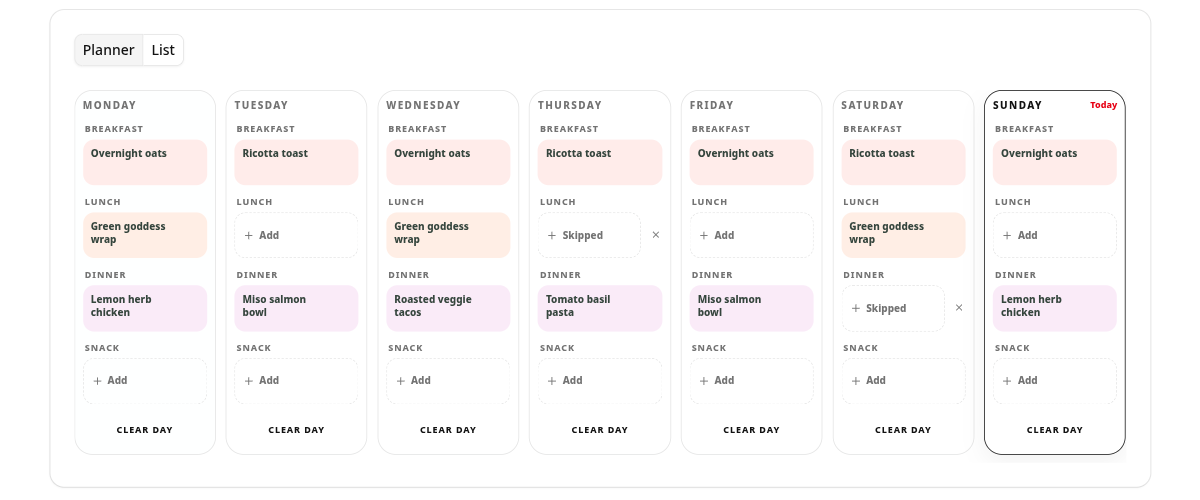 Planner List
MONDAY
BREAKFAST
Overnight oats
LUNCH
Green goddess
wrap
DINNER
Lemon herb
chicken
SNACK
+ Add
CLEAR DAY
TUESDAY
BREAKFAST
Ricotta toast
LUNCH
+ Add
DINNER
Miso salmon
bowl
SNACK
+ Add
CLEAR DAY
WEDNESDAY
BREAKFAST
Overnight oats
LUNCH
Green goddess
wrap
DINNER
Roasted veggie
tacos
SNACK
+ Add
CLEAR DAY
THURSDAY
BREAKFAST
Ricotta toast
LUNCH
+ Skipped ×
DINNER
Tomato basil
pasta
SNACK
+ Add
CLEAR DAY
FRIDAY
BREAKFAST
Overnight oats
LUNCH
+ Add
DINNER
Miso salmon
bowl
SNACK
+ Add
CLEAR DAY
SATURDAY
BREAKFAST
Ricotta toast
LUNCH
Green goddess
wrap
DINNER
+ Skipped ×
SNACK
+ Add
CLEAR DAY
SUNDAY Today
BREAKFAST
Overnight oats
LUNCH
+ Add
DINNER
Lemon herb
chicken
SNACK
+ Add
CLEAR DAY